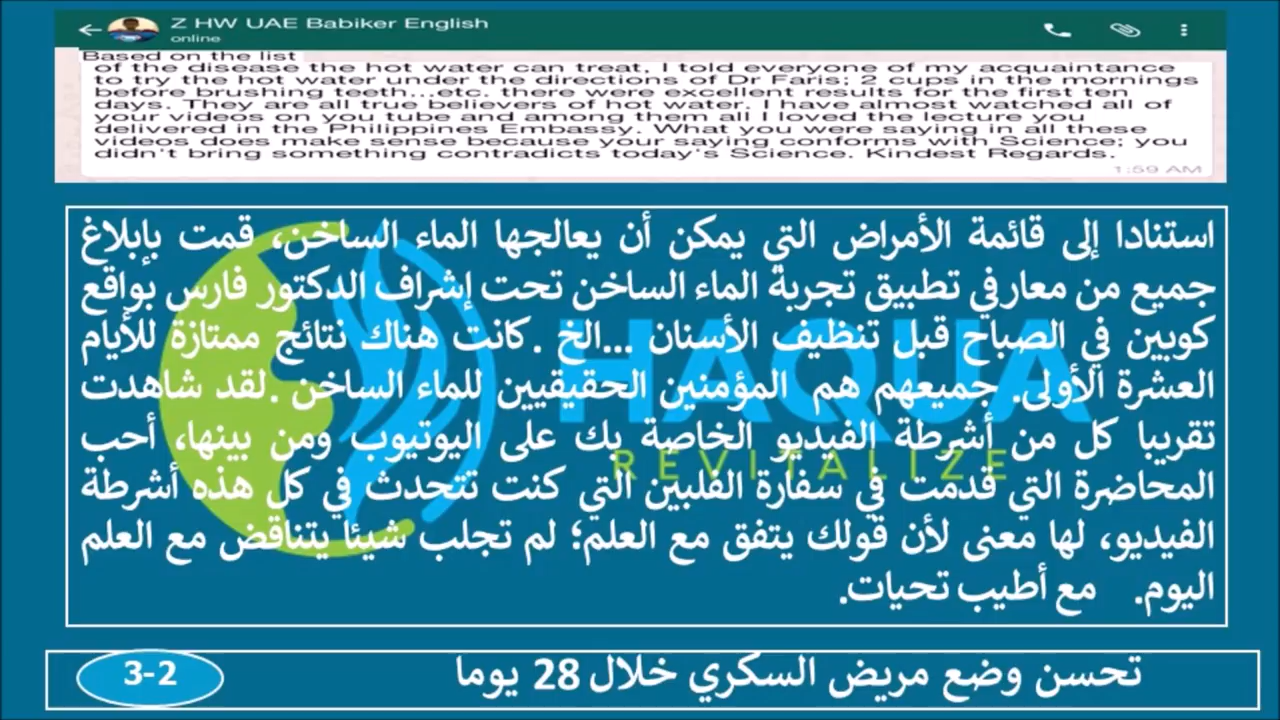 Z HW UAE Babiker English
online
Based on the list
of the disease the hot water can treat, I told everyone of my acquaintance
to try the hot water under the directions of Dr Faris; 2 cups in the mornings
before brushing teeth...etc. there were excellent results for the first ten
days. They are all true believers of hot water. I have almost watched all of
your videos on you tube and among them all I loved the lecture you
delivered in the Philippines Embassy. What you were saying in all these
videos does make sense because your saying conforms with Science; you
didn't bring something contradicts today's Science. Kindest Regards.
1:59 AM
استنادا إلى قائمة الأمراض التي يمكن أن يعالجها الماء الساخن، قمت بإبلاغ
جميع من معارفي تطبيق تجربة الماء الساخن تحت إشراف الدكتور فارس بواقع
كوبين في الصباح قبل تنظيف الأسنان ...الخ .كانت هناك نتائج ممتازة للأيام
العشرة الأولى. جميعهم هم المؤمنين الحقيقيين للماء الساخن .لقد شاهدت
تقريبا كل من أشرطة الفيديو الخاصة بك على اليوتيوب ومن بينها، أحب
المحاضرة التي قدمت في سفارة الفلبين التي كنت تتحدث في كل هذه أشرطة
الفيديو، لها معنى لأن قولك يتفق مع العلم؛ لم تجلب شيئا يتناقض مع العلم
اليوم. مع أطيب تحيات.
HAQUA
REVITALIZE
تحسن وضع مريض السكري خلال 28 يوما
3-2